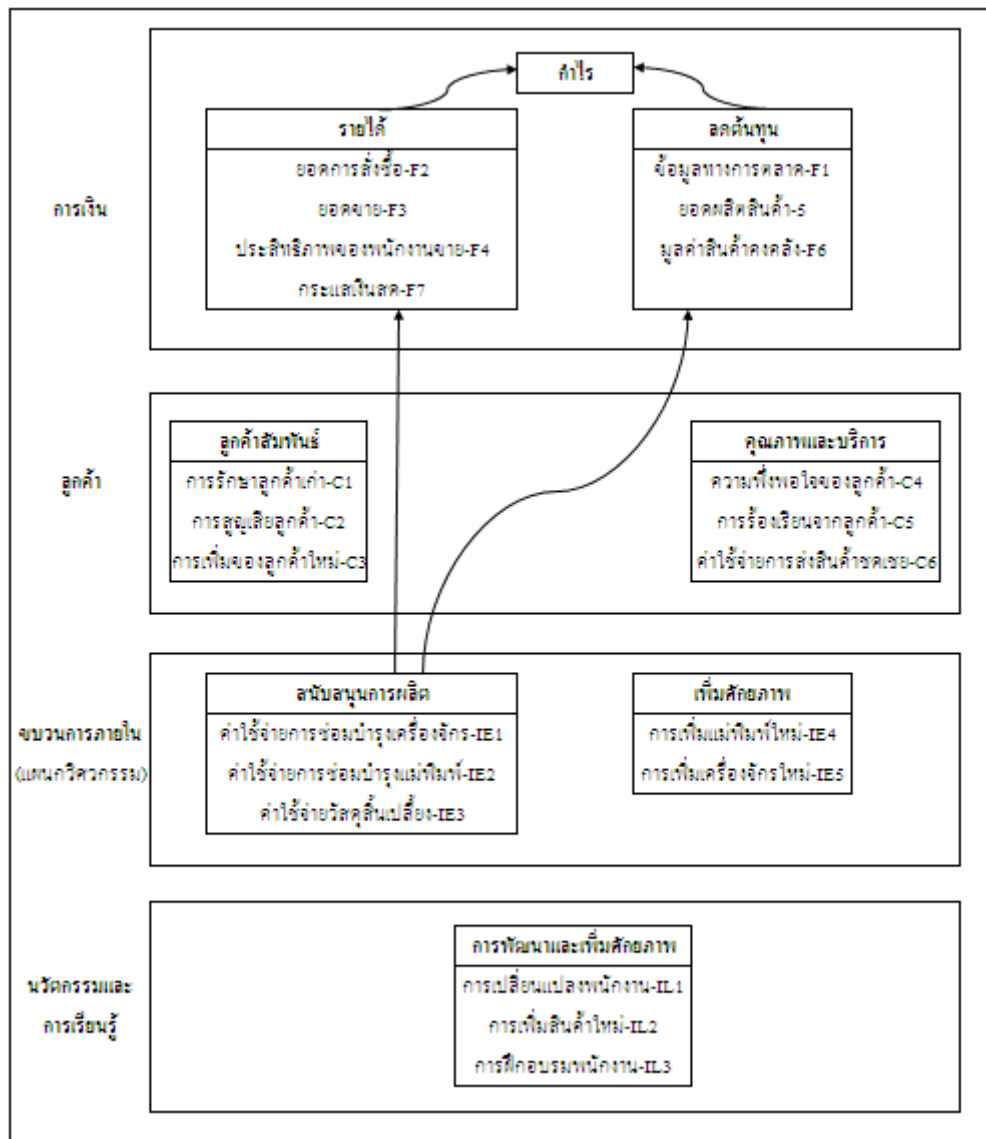 กำไร
รายได้
ยอดการสั่งซื้อ-F2
ยอดขาย-F3
ประสิทธิภาพของพนักงานขาย-F4
กระแสเงินสด-F7
ลดต้นทุน
ข้อมูลทางการตลาด-F1
ยอดผลิตสินค้า-5
มูลค่าสินค้าคงคลัง-F6
การเงิน
ลูกค้าสัมพันธ์
การรักษาลูกค้าเก่า-C1
การสูญเสียลูกค้า-C2
การเพิ่มของลูกค้าใหม่-C3
คุณภาพและบริการ
ความพึงพอใจของลูกค้า-C4
การร้องเรียนจากลูกค้า-C5
ค่าใช้จ่ายการส่งสินค้าชดเชย-C6
ลูกค้า
สนับสนุนการผลิต
ค่าใช้จ่ายการซ่อมบำรุงเครื่องจักร-IE1
ค่าใช้จ่ายการซ่อมบำรุงแม่พิมพ์-IE2
ค่าใช้จ่ายวัสดุสิ้นเปลี้ยง-IE3
เพิ่มศักยภาพ
การเพิ่มแม่พิมพ์ใหม่-IE4
การเพิ่มเครื่องจักรใหม่-IE5
ขบวนการภายใน
(แผนกวิศวกรรม)
การพัฒนาและเพิ่มศักยภาพ
การเปลี่ยนแปลงพนักงาน-IL1
การเพิ่มสินค้าใหม่-IL2
การฝึกอบรมพนักงาน-IL3
นวัตกรรมและ
การเรียนรู้